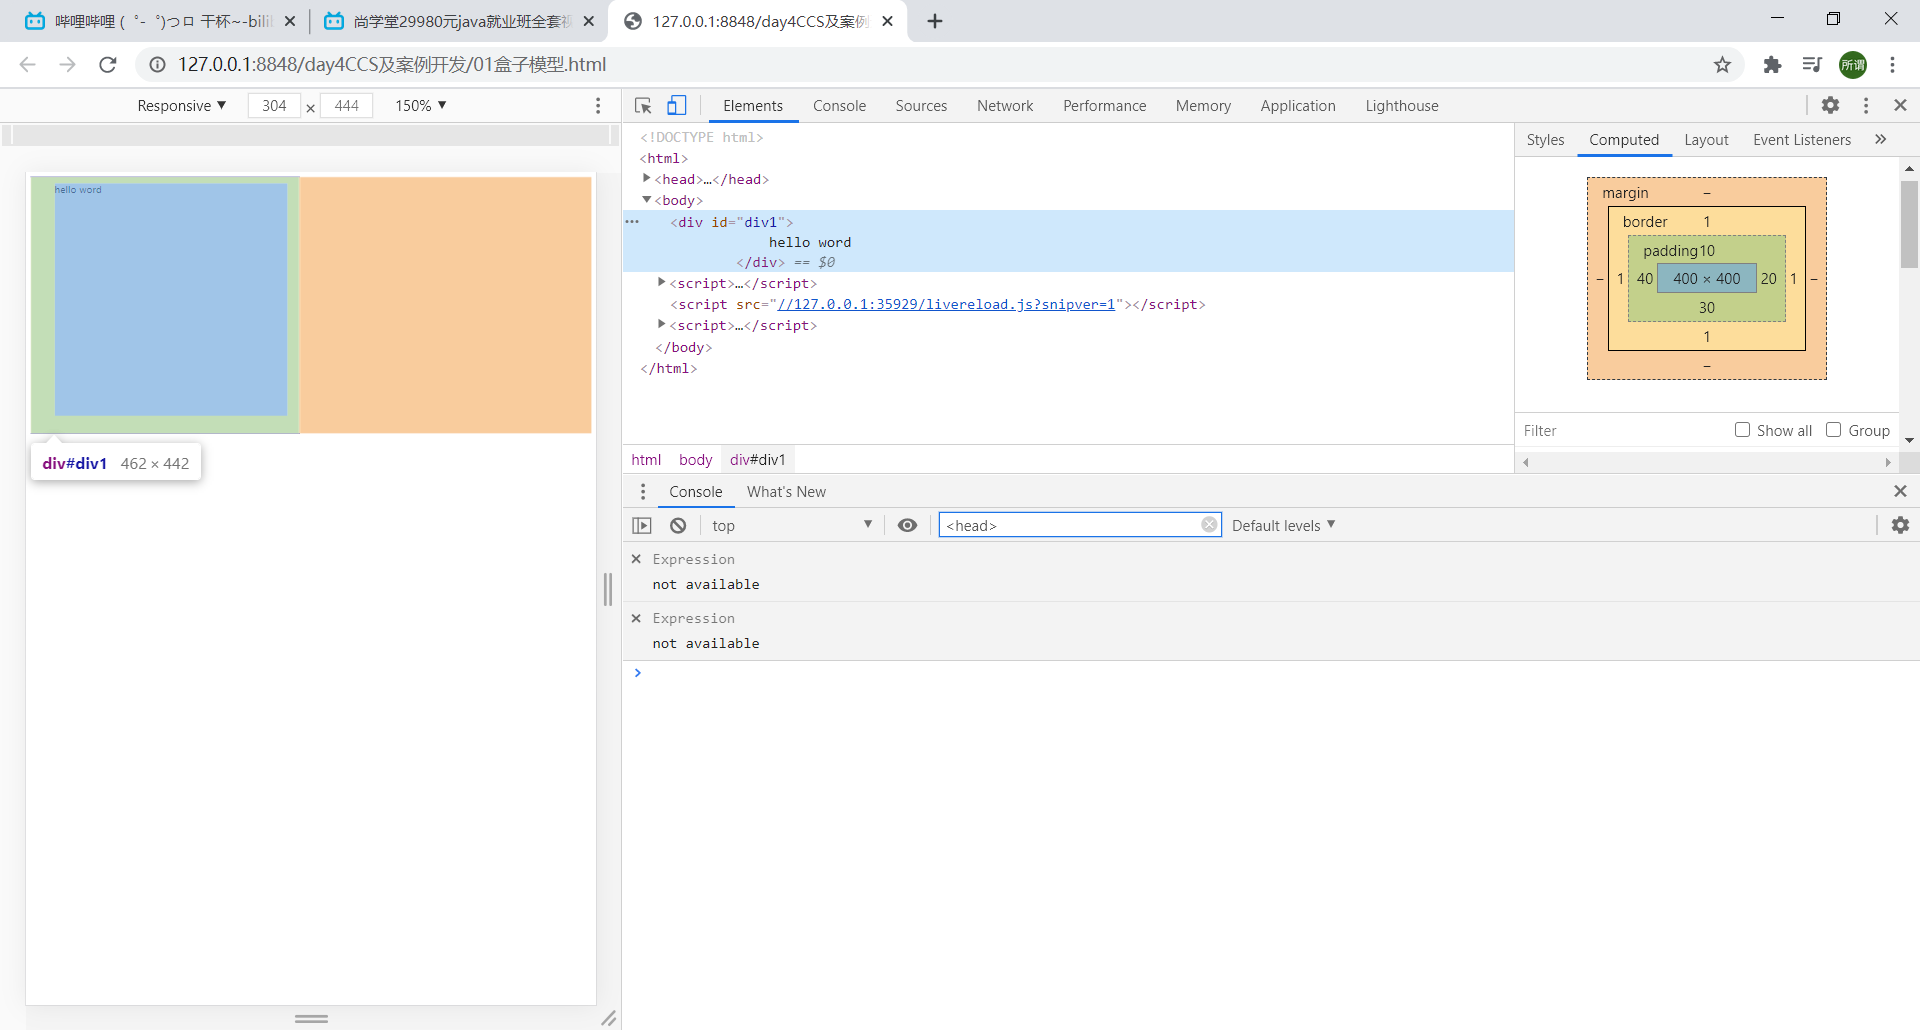 哔哩哔哩 (゜-゜)つロ 干杯~-bilib
尚学堂29980元java就业班全套视
127.0.0.1:8848/day4CCS及案例
127.0.0.1:8848/day4CCS及案例开发/01盒子模型.html
所谓
Responsive ▼ 304 × 444 150% ▼
Elements Console Sources Network Performance Memory Application Lighthouse
<!DOCTYPE html>
<html>
<head>…</head>
<body>
<div id="div1">
hello word
</div> == $0
<script>…</script>
<script src="//127.0.0.1:35929/livereload.js?snipver=1"></script>
<script>…</script>
</body>
</html>
html body div#div1
Styles Computed Layout Event Listeners »
margin –
border 1
padding 10
– 1 40 400 × 400 20 1 –
30
1
–
Filter Show all Group
hello word
div#div1 462 × 442
Console What's New
top ▼ <head> Default levels ▼
Expression
not available
Expression
not available
>